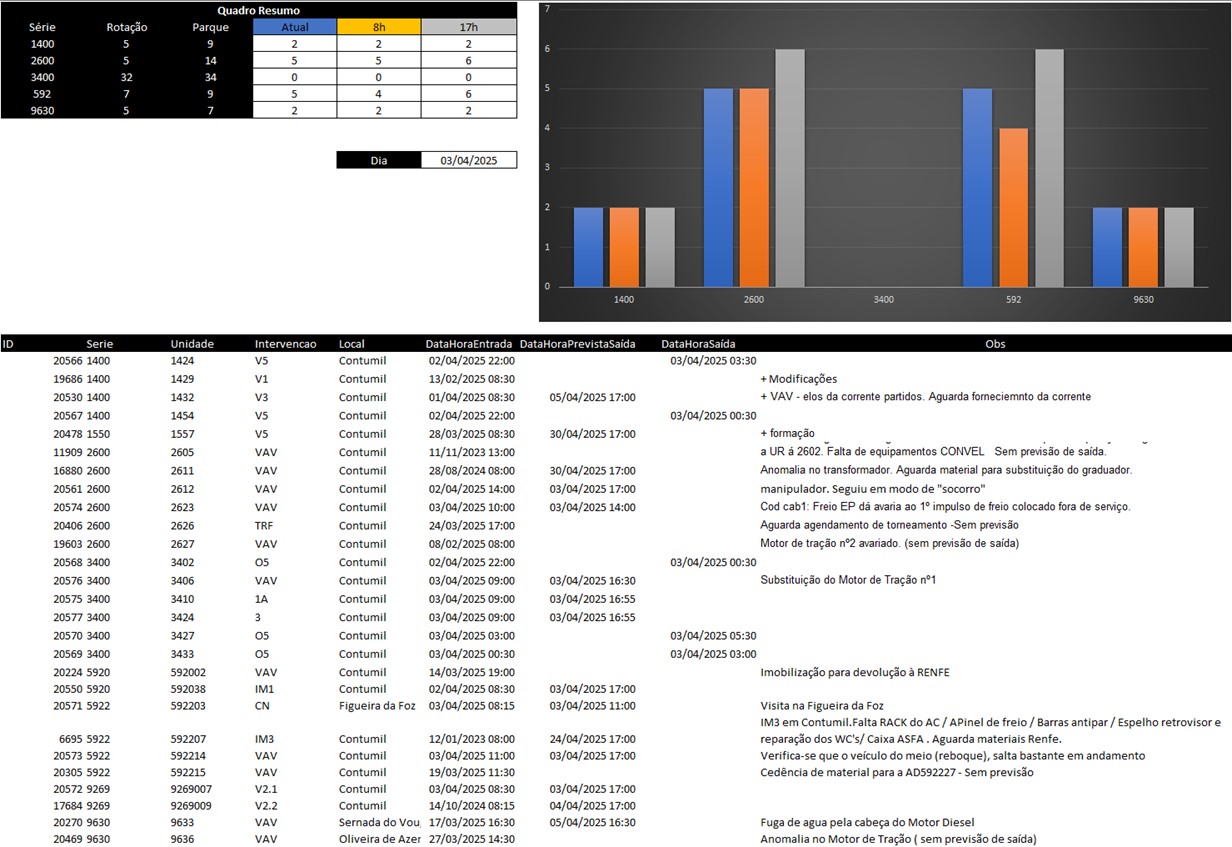 Quadro Resumo
Série Rotação Parque Atual 8h 17h
1400 5 9 2 2 2
2600 5 14 5 5 6
3400 32 34 0 0 0
592 7 9 5 4 6
9630 5 7 2 2 2
Dia 03/04/2025
7
6
5
4
3
2
1
0
1400 2600 3400 592 9630
ID Serie Unidade Intervencao Local DataHoraEntrada DataHoraPrevistaSaída DataHoraSaída Obs
20566 1400 1424 V5 Contumil 02/04/2025 22:00 03/04/2025 03:30
19686 1400 1429 V1 Contumil 13/02/2025 08:30 + Modificações
20530 1400 1432 V3 Contumil 01/04/2025 08:30 05/04/2025 17:00 + VAV - elos da corrente partidos. Aguarda forneciemnto da corrente
20567 1400 1454 V5 Contumil 02/04/2025 22:00 03/04/2025 00:30
20478 1550 1557 V5 Contumil 28/03/2025 08:30 30/04/2025 17:00 + formação
11909 2600 2605 VAV Contumil 11/11/2023 13:00 a UR á 2602. Falta de equipamentos CONVEL Sem previsão de saída.
16880 2600 2611 VAV Contumil 28/08/2024 08:00 30/04/2025 17:00 Anomalia no transformador. Aguarda material para substituição do graduador.
20561 2600 2612 VAV Contumil 02/04/2025 14:00 03/04/2025 17:00 manipulador. Seguiu em modo de "socorro"
20574 2600 2623 VAV Contumil 03/04/2025 10:00 03/04/2025 14:00 Cod cab1: Freio EP dá avaria ao 1º impulso de freio colocado fora de serviço.
20406 2600 2626 TRF Contumil 24/03/2025 17:00 Aguarda agendamento de torneamento -Sem previsão
19603 2600 2627 VAV Contumil 08/02/2025 08:00 Motor de tração nº2 avariado. (sem previsão de saída)
20568 3400 3402 O5 Contumil 02/04/2025 22:00 03/04/2025 00:30
20576 3400 3406 VAV Contumil 03/04/2025 09:00 03/04/2025 16:30 Substituição do Motor de Tração nº1
20575 3400 3410 1A Contumil 03/04/2025 09:00 03/04/2025 16:55
20577 3400 3424 3 Contumil 03/04/2025 09:00 03/04/2025 16:55
20570 3400 3427 O5 Contumil 03/04/2025 03:00 03/04/2025 05:30
20569 3400 3433 O5 Contumil 03/04/2025 00:30 03/04/2025 03:00
20224 5920 592002 VAV Contumil 14/03/2025 19:00 Imobilização para devolução à RENFE
20550 5920 592038 IM1 Contumil 02/04/2025 08:30 03/04/2025 17:00
20571 5922 592203 CN Figueira da Foz 03/04/2025 08:15 03/04/2025 11:00 Visita na Figueira da Foz
IM3 em Contumil.Falta RACK do AC / APinel de freio / Barras antipar / Espelho retrovisor e
6695 5922 592207 IM3 Contumil 12/01/2023 08:00 24/04/2025 17:00 reparação dos WC's/ Caixa ASFA . Aguarda materiais Renfe.
20573 5922 592214 VAV Contumil 03/04/2025 11:00 03/04/2025 17:00 Verifica-se que o veículo do meio (reboque), salta bastante em andamento
20305 5922 592215 VAV Contumil 19/03/2025 11:30 Cedência de material para a AD592227 - Sem previsão
20572 9269 9269007 V2.1 Contumil 03/04/2025 08:30 03/04/2025 17:00
17684 9269 9269009 V2.2 Contumil 14/10/2024 08:15 04/04/2025 17:00
20270 9630 9633 VAV Sernada do Vou 17/03/2025 16:30 05/04/2025 16:30 Fuga de agua pela cabeça do Motor Diesel
20469 9630 9636 VAV Oliveira de Azer 27/03/2025 14:30 Anomalia no Motor de Tração ( sem previsão de saída)